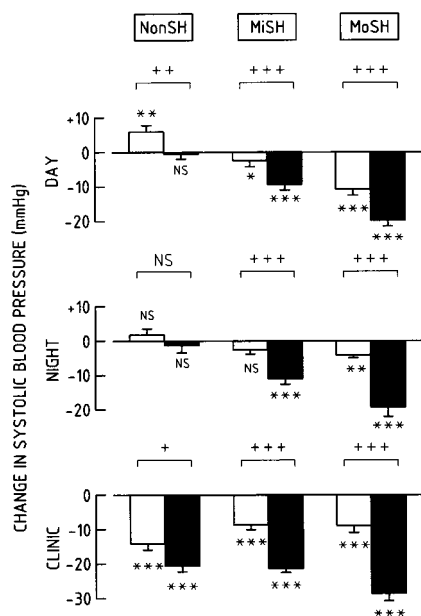 NonSH MiSH MoSH
CHANGE IN SYSTOLIC BLOOD PRESSURE (mmHg)
++ +++ +++
DAY
+10
0
-10
-20
** NS * *** *** ***
NS +++ +++
NIGHT
+10
0
-10
-20
NS NS NS *** ** ***
+ +++ +++
CLINIC
0
-10
-20
-30
*** *** *** *** *** ***